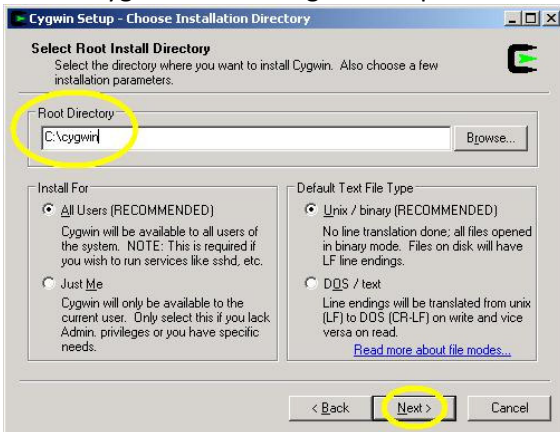 Cygwin Setup - Choose Installation Directory
Select Root Install Directory
Select the directory where you want to install Cygwin. Also choose a few
installation parameters.
Root Directory
C:\cygwin
Browse...
Install For
All Users (RECOMMENDED)
Cygwin will be available to all users of
the system. NOTE: This is required if
you wish to run services like sshd, etc.
Just Me
Cygwin will only be available to the
current user. Only select this if you lack
Admin. privileges or you have specific
needs.
Default Text File Type
Unix / binary (RECOMMENDED)
No line translation done; all files opened
in binary mode. Files on disk will have
LF line endings.
DOS / text
Line endings will be translated from unix
(LF) to DOS (CR-LF) on write and vice
versa on read.
Read more about file modes...
< Back
Next >
Cancel